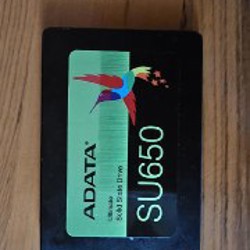 ADATA
Ultimate
Solid State Drive
SU650